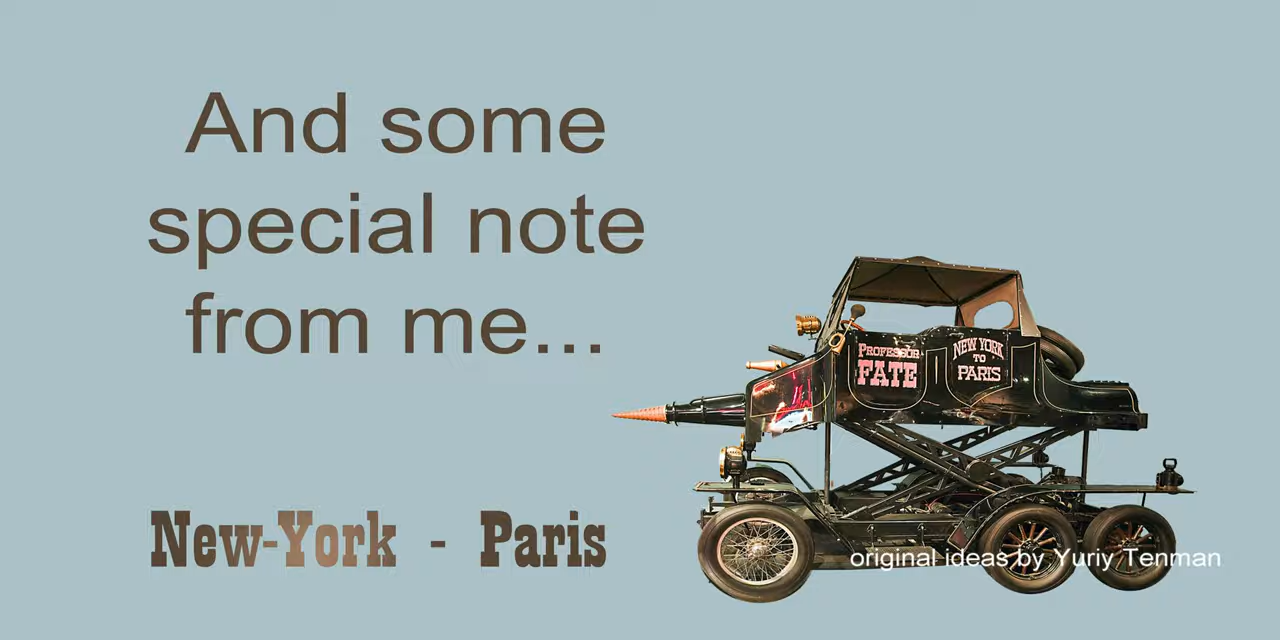 And some
special note
from me...
PROFESSOR
FATE
NEW YORK
TO
PARIS
New-York - Paris
original ideas by Yuriy Tenman